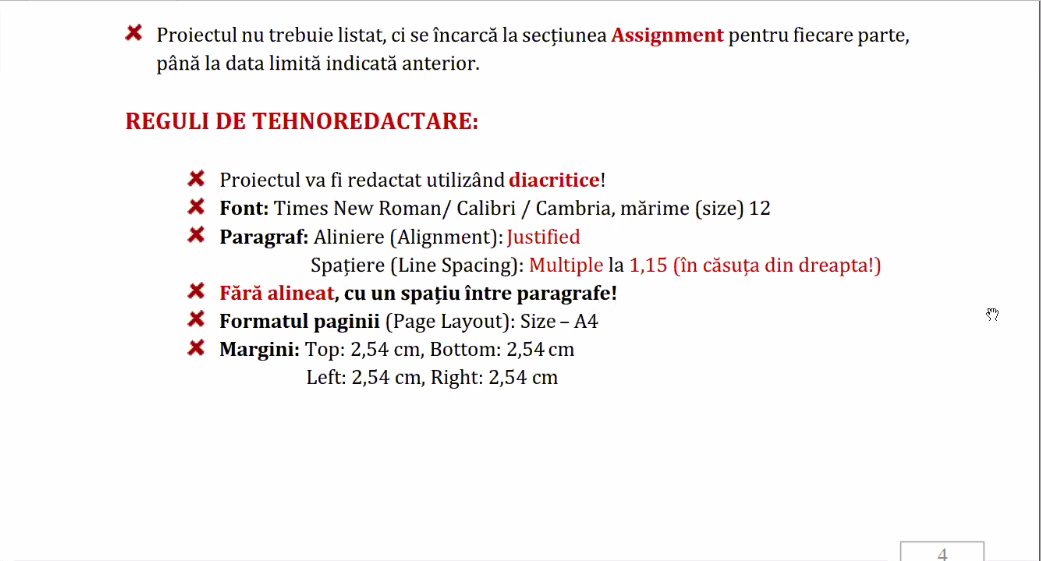 Proiectul nu trebuie listat, ci se încarcă la secțiunea Assignment pentru fiecare parte,
până la data limită indicată anterior.
REGULI DE TEHNOREDACTARE:
Proiectul va fi redactat utilizând diacritice!
Font: Times New Roman/ Calibri / Cambria, mărime (size) 12
Paragraf: Aliniere (Alignment): Justified
Spațiere (Line Spacing): Multiple la 1,15 (în căsuța din dreapta!)
Fără alineat, cu un spațiu între paragrafe!
Formatul paginii (Page Layout): Size – A4
Margini: Top: 2,54 cm, Bottom: 2,54 cm
Left: 2,54 cm, Right: 2,54 cm
4